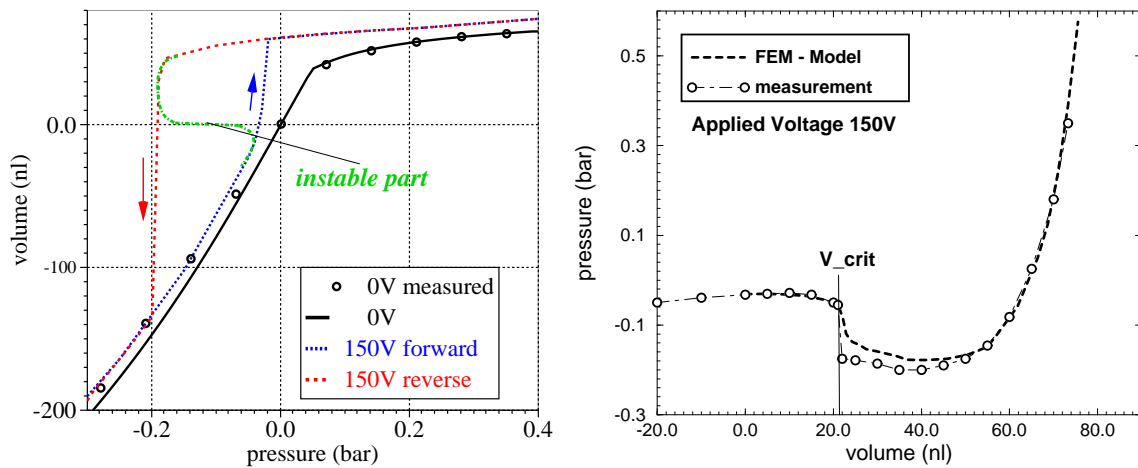 0.0
-100
-200
volume (nl)
-0.2
0.0
0.2
0.4
pressure (bar)
instable part
0V measured
0V
150V forward
150V reverse
0.5
0.3
0.1
-0.1
-0.3
pressure (bar)
FEM - Model
measurement
Applied Voltage 150V
V_crit
-20.0
0.0
20.0
40.0
60.0
80.0
volume (nl)